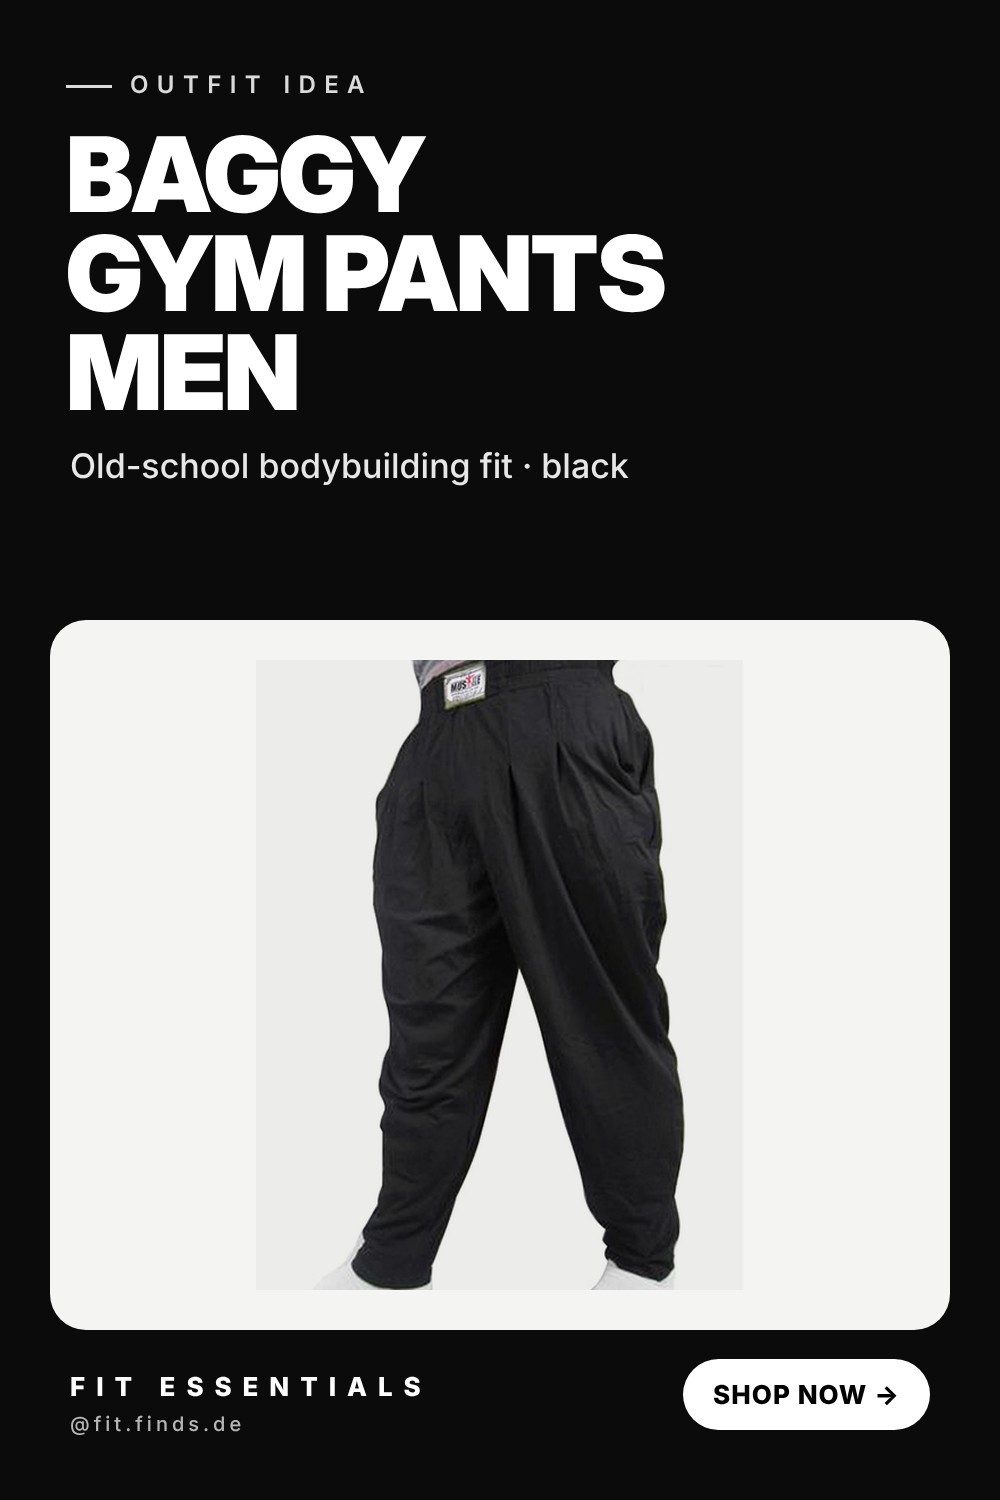 OUTFIT IDEA
BAGGY
GYM PANTS
MEN
Old-school bodybuilding fit · black
FIT ESSENTIALS
@fit.finds.de
SHOP NOW →